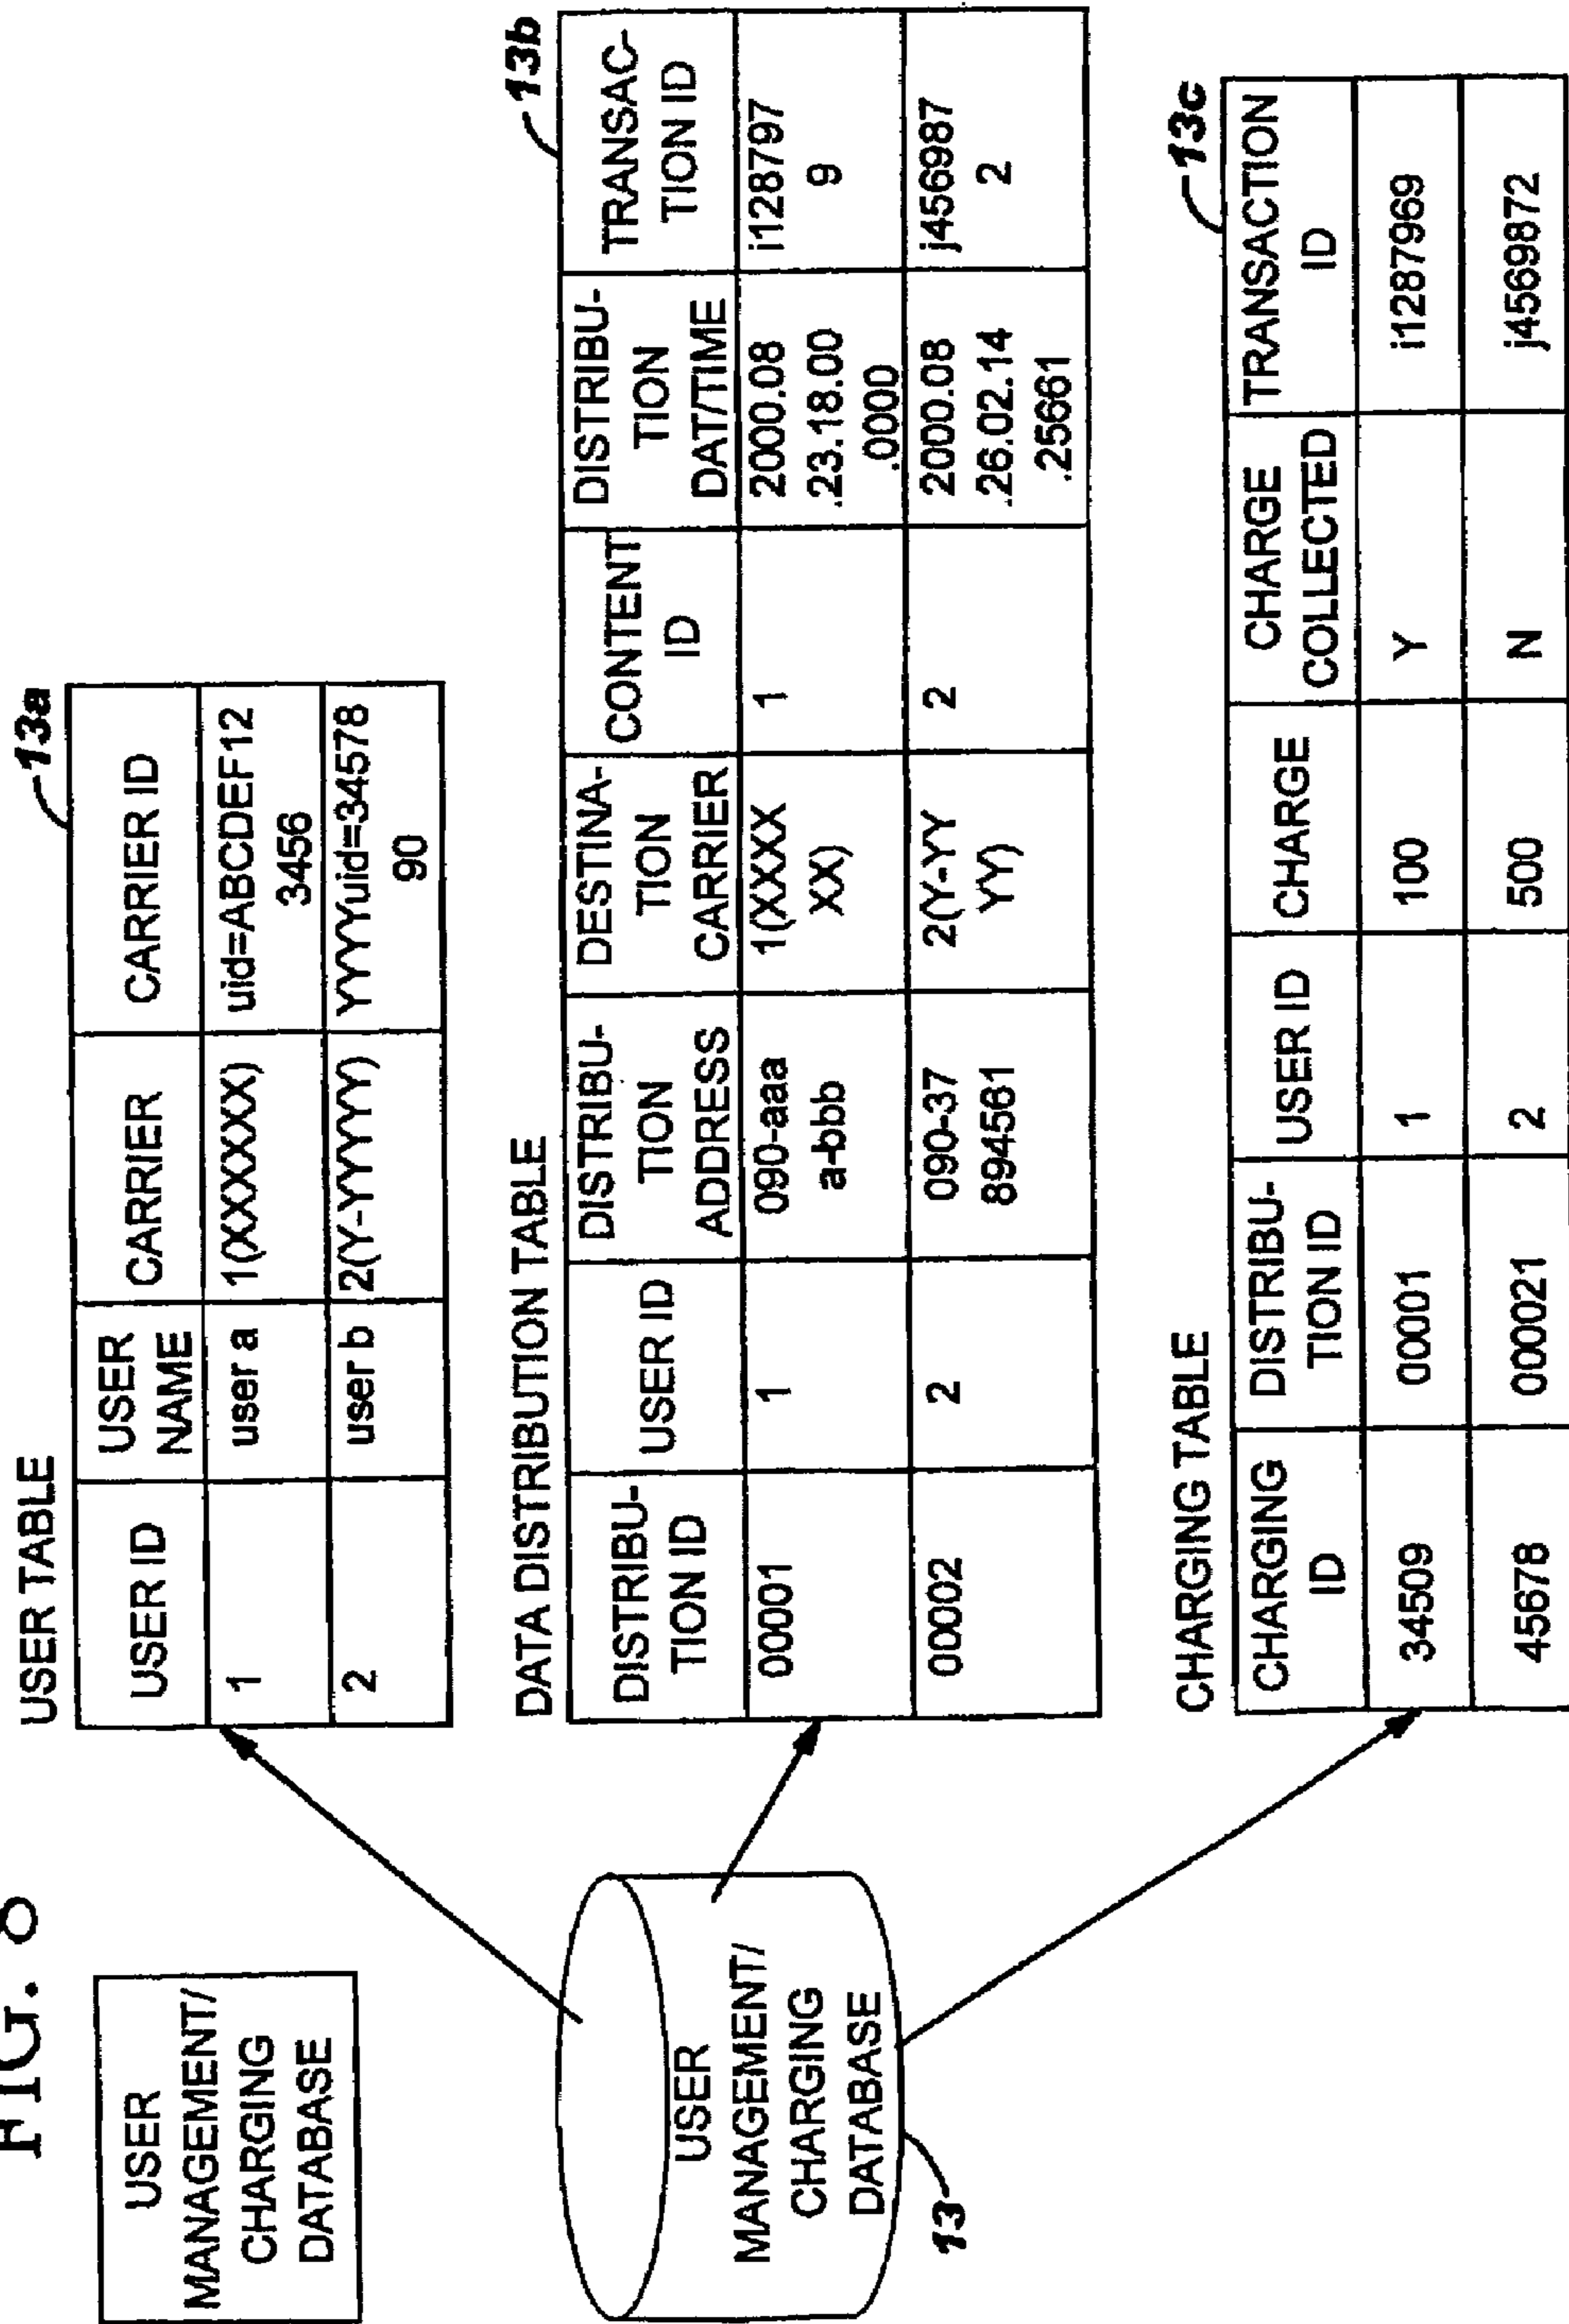 FIG. 8
USER
MANAGEMENT/
CHARGING
DATABASE
USER
MANAGEMENT/
CHARGING
DATABASE
13
USER TABLE
13a
USER ID
USER
NAME
CARRIER
CARRIER ID
1
user a
1(XXXXXX)
uid=ABCDEF12
3456
2
user b
2(Y-YYYY)
YYYYuid=34578
90
DATA DISTRIBUTION TABLE
13b
DISTRIBU-
TION ID
USER ID
DISTRIBU-
TION
ADDRESS
DESTINA-
TION
CARRIER
CONTENT
ID
DISTRIBU-
TION
DAT/TIME
TRANSAC-
TION ID
00001
1
090-aaa
a-bbb
1(XXXX
XX)
1
2000.08
.23.18.00
.0000
i128797
9
00002
2
090-37
894561
2(Y-YY
YY)
2
2000.08
.26.02.14
.25661
j456987
2
CHARGING TABLE
13c
CHARGING
ID
DISTRIBU-
TION ID
USER ID
CHARGE
CHARGE
COLLECTED
TRANSACTION
ID
34509
00001
1
100
Y
i1287969
45678
000021
2
500
N
j4569872